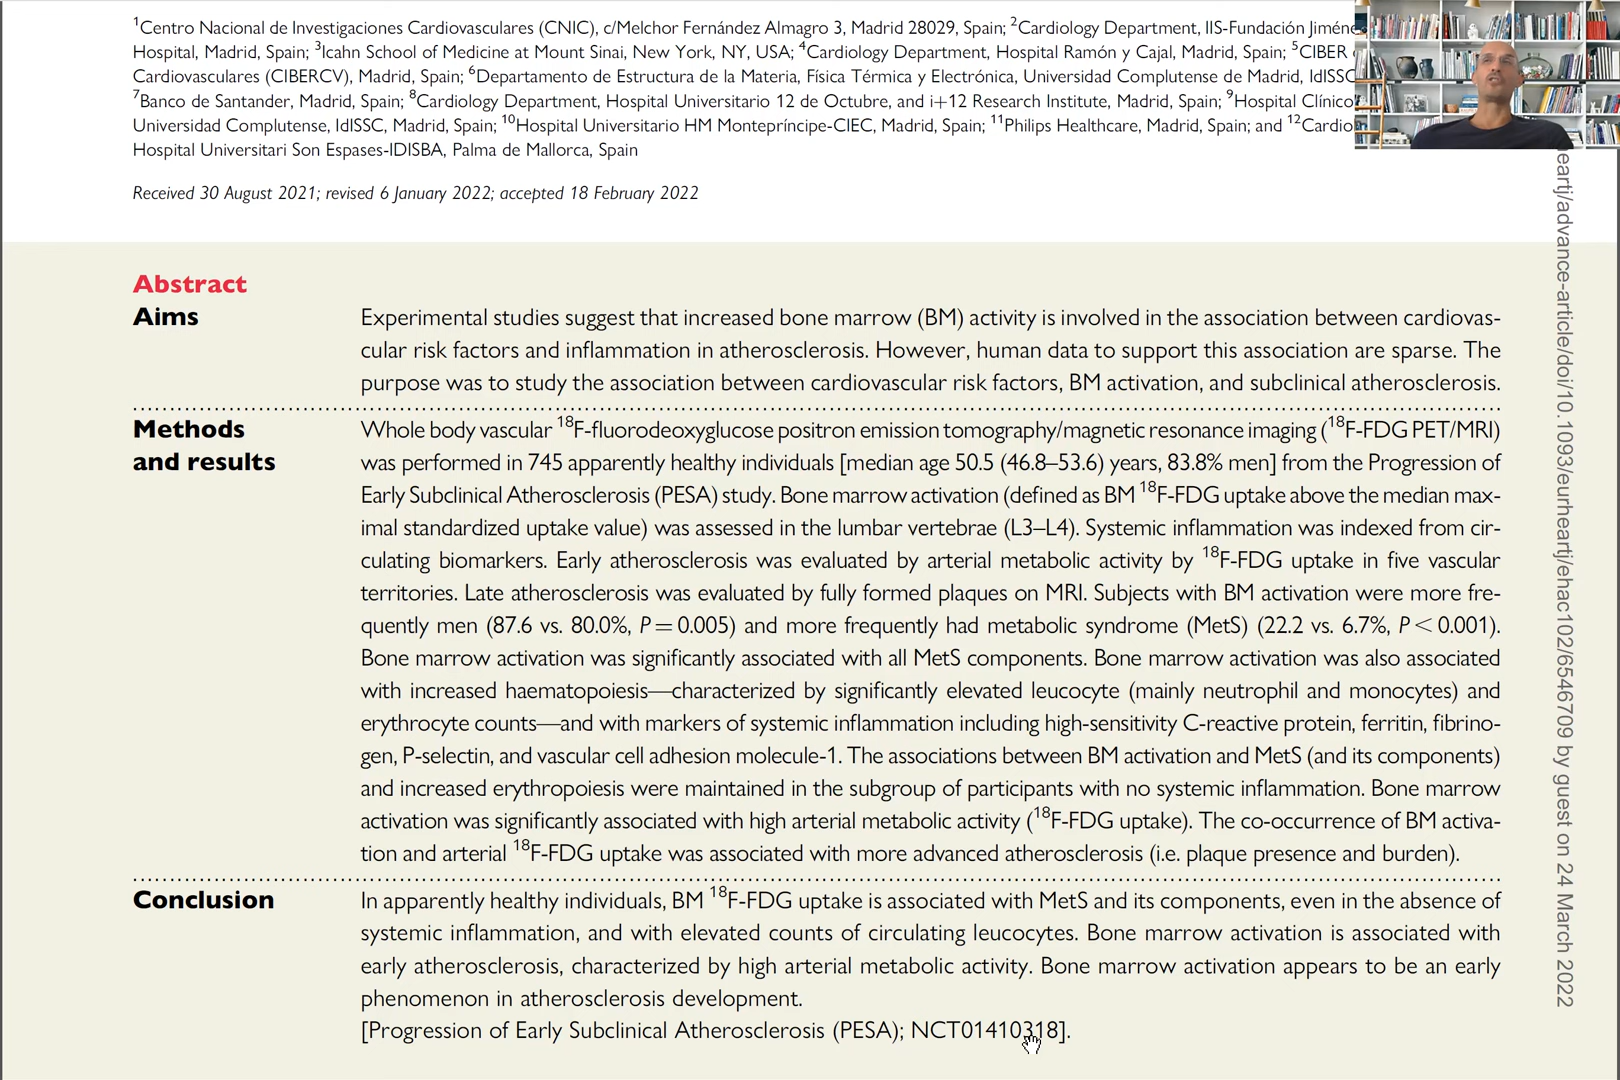 ¹Centro Nacional de Investigaciones Cardiovasculares (CNIC), c/Melchor Fernández Almagro 3, Madrid 28029, Spain; ²Cardiology Department, IIS-Fundación
Hospital, Madrid, Spain; ³Icahn School of Medicine at Mount Sinai, New York, NY, USA; ⁴Cardiology Department, Hospital Ramón y Cajal, Madrid, Spain; ⁵CIBER
Cardiovasculares (CIBERCV), Madrid, Spain; ⁶Departamento de Estructura de la Materia, Física Térmica y Electrónica, Universidad Complutense de Madrid, IdISSC
⁷Banco de Santander, Madrid, Spain; ⁸Cardiology Department, Hospital Universitario 12 de Octubre, and i+12 Research Institute, Madrid, Spain; ⁹Hospital Clínico
Universidad Complutense, IdISSC, Madrid, Spain; ¹⁰Hospital Universitario HM Montepríncipe-CIEC, Madrid, Spain; ¹¹Philips Healthcare, Madrid, Spain; and ¹²Cardio
Hospital Universitari Son Espases-IDISBA, Palma de Mallorca, Spain
Received 30 August 2021; revised 6 January 2022; accepted 18 February 2022
Abstract
Aims
Experimental studies suggest that increased bone marrow (BM) activity is involved in the association between cardiovas-
cular risk factors and inflammation in atherosclerosis. However, human data to support this association are sparse. The
purpose was to study the association between cardiovascular risk factors, BM activation, and subclinical atherosclerosis.
Methods
and results
Whole body vascular ¹⁸F-fluorodeoxyglucose positron emission tomography/magnetic resonance imaging (¹⁸F-FDG PET/MRI)
was performed in 745 apparently healthy individuals [median age 50.5 (46.8–53.6) years, 83.8% men] from the Progression of
Early Subclinical Atherosclerosis (PESA) study. Bone marrow activation (defined as BM ¹⁸F-FDG uptake above the median max-
imal standardized uptake value) was assessed in the lumbar vertebrae (L3–L4). Systemic inflammation was indexed from cir-
culating biomarkers. Early atherosclerosis was evaluated by arterial metabolic activity by ¹⁸F-FDG uptake in five vascular
territories. Late atherosclerosis was evaluated by fully formed plaques on MRI. Subjects with BM activation were more fre-
quently men (87.6 vs. 80.0%, P = 0.005) and more frequently had metabolic syndrome (MetS) (22.2 vs. 6.7%, P < 0.001).
Bone marrow activation was significantly associated with all MetS components. Bone marrow activation was also associated
with increased haematopoiesis—characterized by significantly elevated leucocyte (mainly neutrophil and monocytes) and
erythrocyte counts—and with markers of systemic inflammation including high-sensitivity C-reactive protein, ferritin, fibrino-
gen, P-selectin, and vascular cell adhesion molecule-1. The associations between BM activation and MetS (and its components)
and increased erythropoiesis were maintained in the subgroup of participants with no systemic inflammation. Bone marrow
activation was significantly associated with high arterial metabolic activity (¹⁸F-FDG uptake). The co-occurrence of BM activa-
tion and arterial ¹⁸F-FDG uptake was associated with more advanced atherosclerosis (i.e. plaque presence and burden).
Conclusion
In apparently healthy individuals, BM ¹⁸F-FDG uptake is associated with MetS and its components, even in the absence of
systemic inflammation, and with elevated counts of circulating leucocytes. Bone marrow activation is associated with
early atherosclerosis, characterized by high arterial metabolic activity. Bone marrow activation appears to be an early
phenomenon in atherosclerosis development.
[Progression of Early Subclinical Atherosclerosis (PESA); NCT01410318].
eartj/advance-article/doi/10.1093/eurheartj/ehac102/6546709 by guest on 24 March 2022